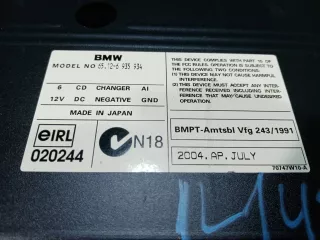 BMW
MODEL NO 65.12-6 935 934
6 CD CHANGER AI
12V DC NEGATIVE GND
MADE IN JAPAN
eIRL
020244
N18
THIS DEVICE COMPLIES WITH PART 15 OF THE
FCC RULES. OPERATION IS SUBJECT TO THE
FOLLOWING TWO CONDITIONS
(1) THIS DEVICE MAY NOT CAUSE HARMFUL
INTERFERENCE, AND
(2) THIS DEVICE MUST ACCEPT ANY INTER-
FERENCE RECEIVED, INCLUDING INTER-
FERENCE THAT MAY CAUSE UNDESIRED
OPERATION.
BMPT-Amtsbl Vfg 243/1991
2004.AP.JULY
76747W15-A